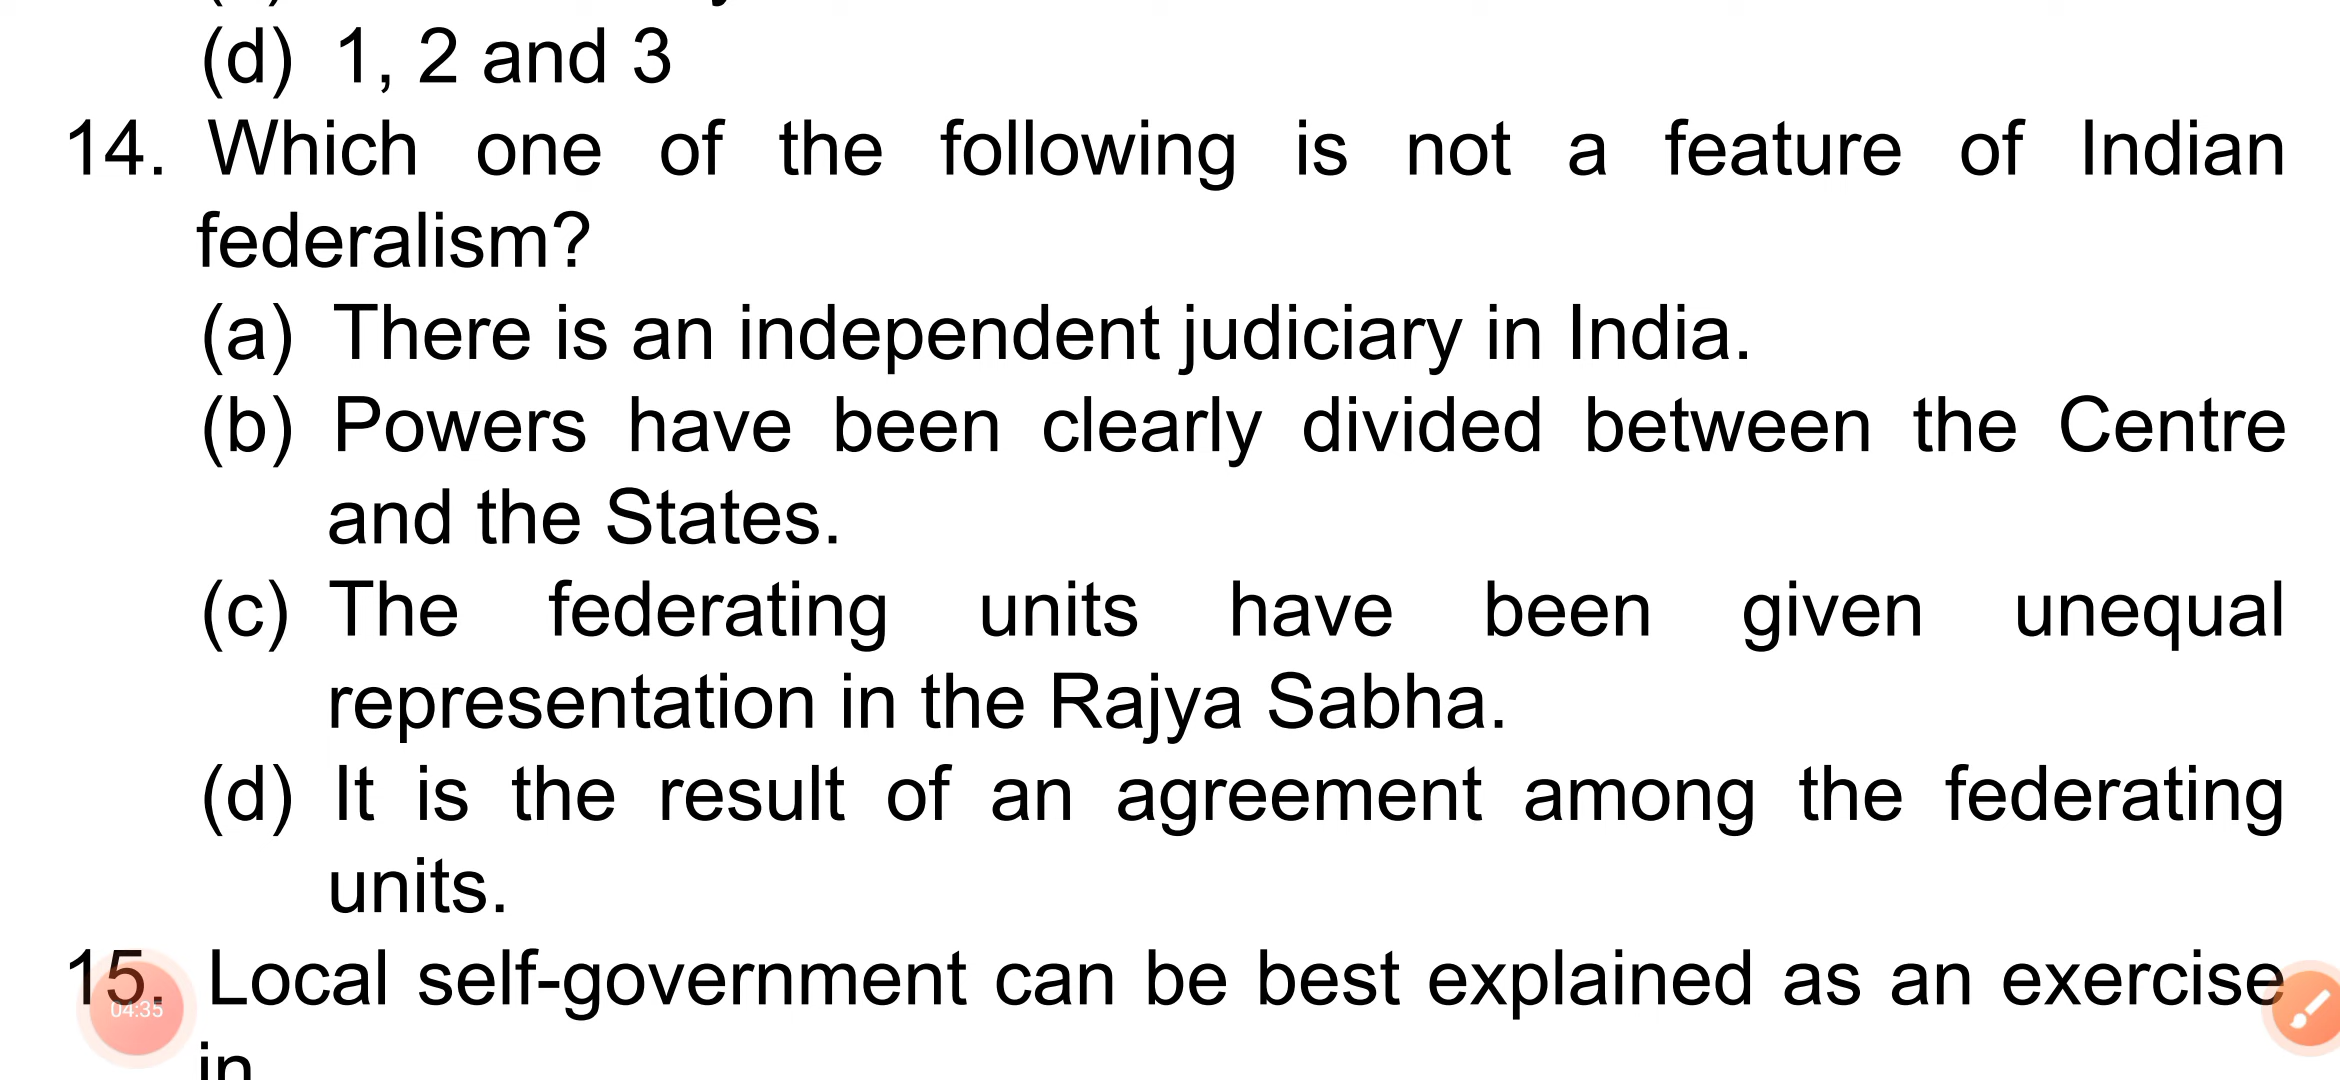 (d) 1, 2 and 3
14. Which one of the following is not a feature of Indian
federalism?
(a) There is an independent judiciary in India.
(b) Powers have been clearly divided between the Centre
and the States.
(c) The federating units have been given unequal
representation in the Rajya Sabha.
(d) It is the result of an agreement among the federating
units.
15. Local self-government can be best explained as an exercise
04:35
in